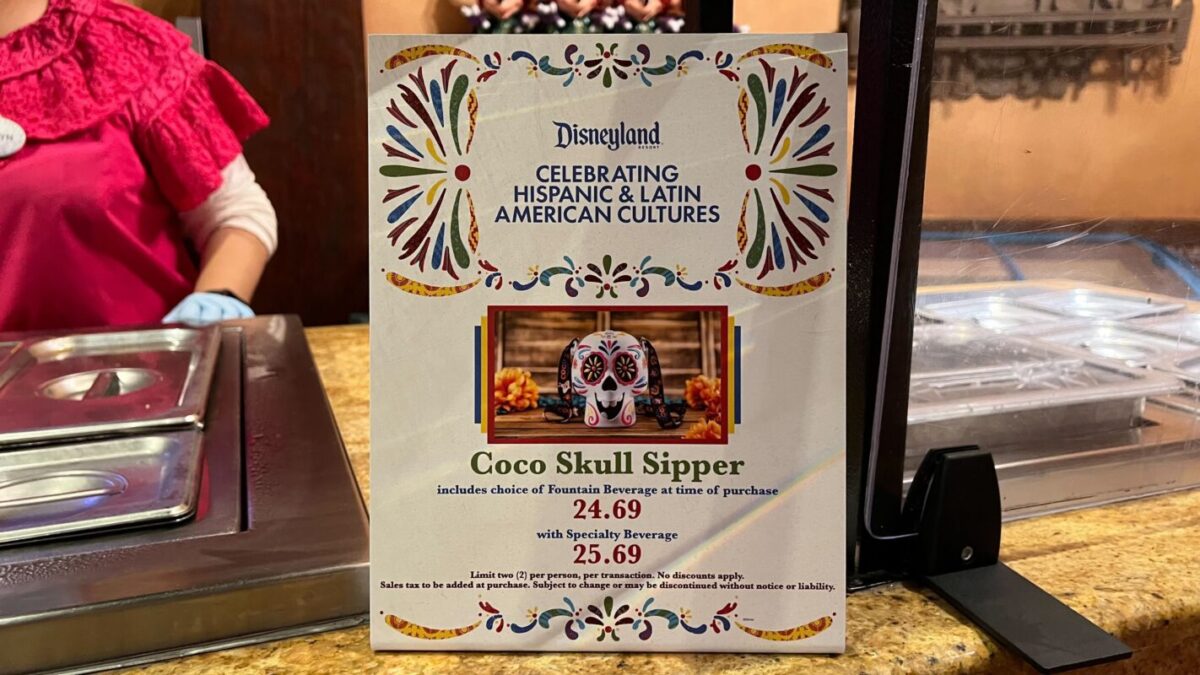 Disneyland
RESORT
CELEBRATING
HISPANIC & LATIN
AMERICAN CULTURES
COCO
Coco Skull Sipper
includes choice of Fountain Beverage at time of purchase
24.69
with Specialty Beverage
25.69
Limit two (2) per person, per transaction. No discounts apply.
Sales tax to be added at purchase. Subject to change or may be discontinued without notice or liability.